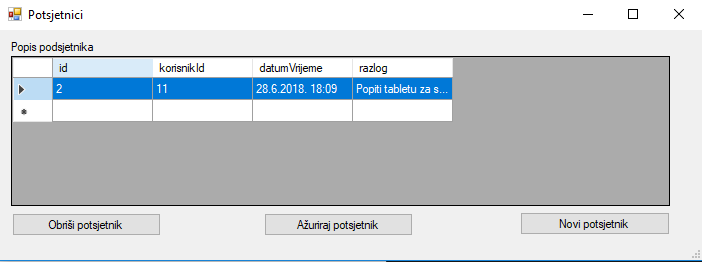 Potsjetnici
Popis podsjetnika
id korisnikId datumVrijeme razlog
2 11 28.6.2018. 18:09 Popiti tabletu za s...
Obriši potsjetnik Ažuriraj potsjetnik Novi potsjetnik